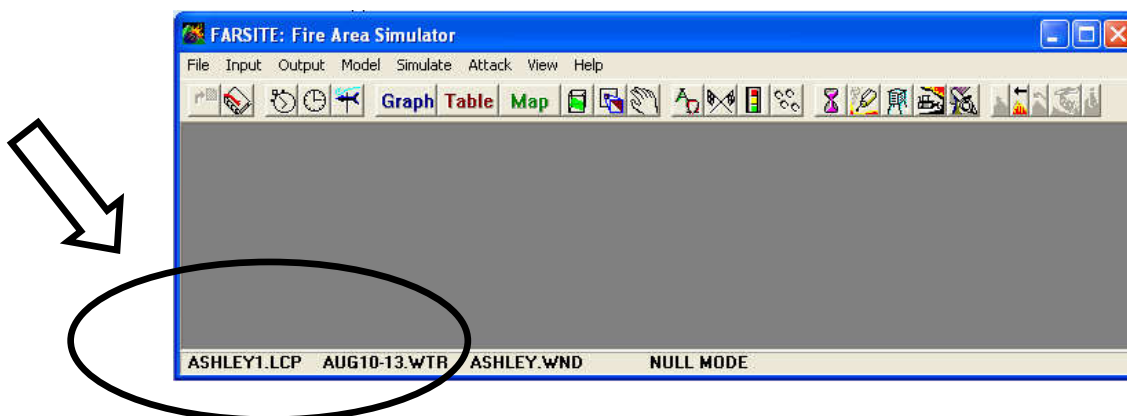 FARSITE: Fire Area Simulator
File Input Output Model Simulate Attack View Help
Graph Table Map
ASHLEY1.LCP AUG10-13.WTR ASHLEY.WND NULL MODE